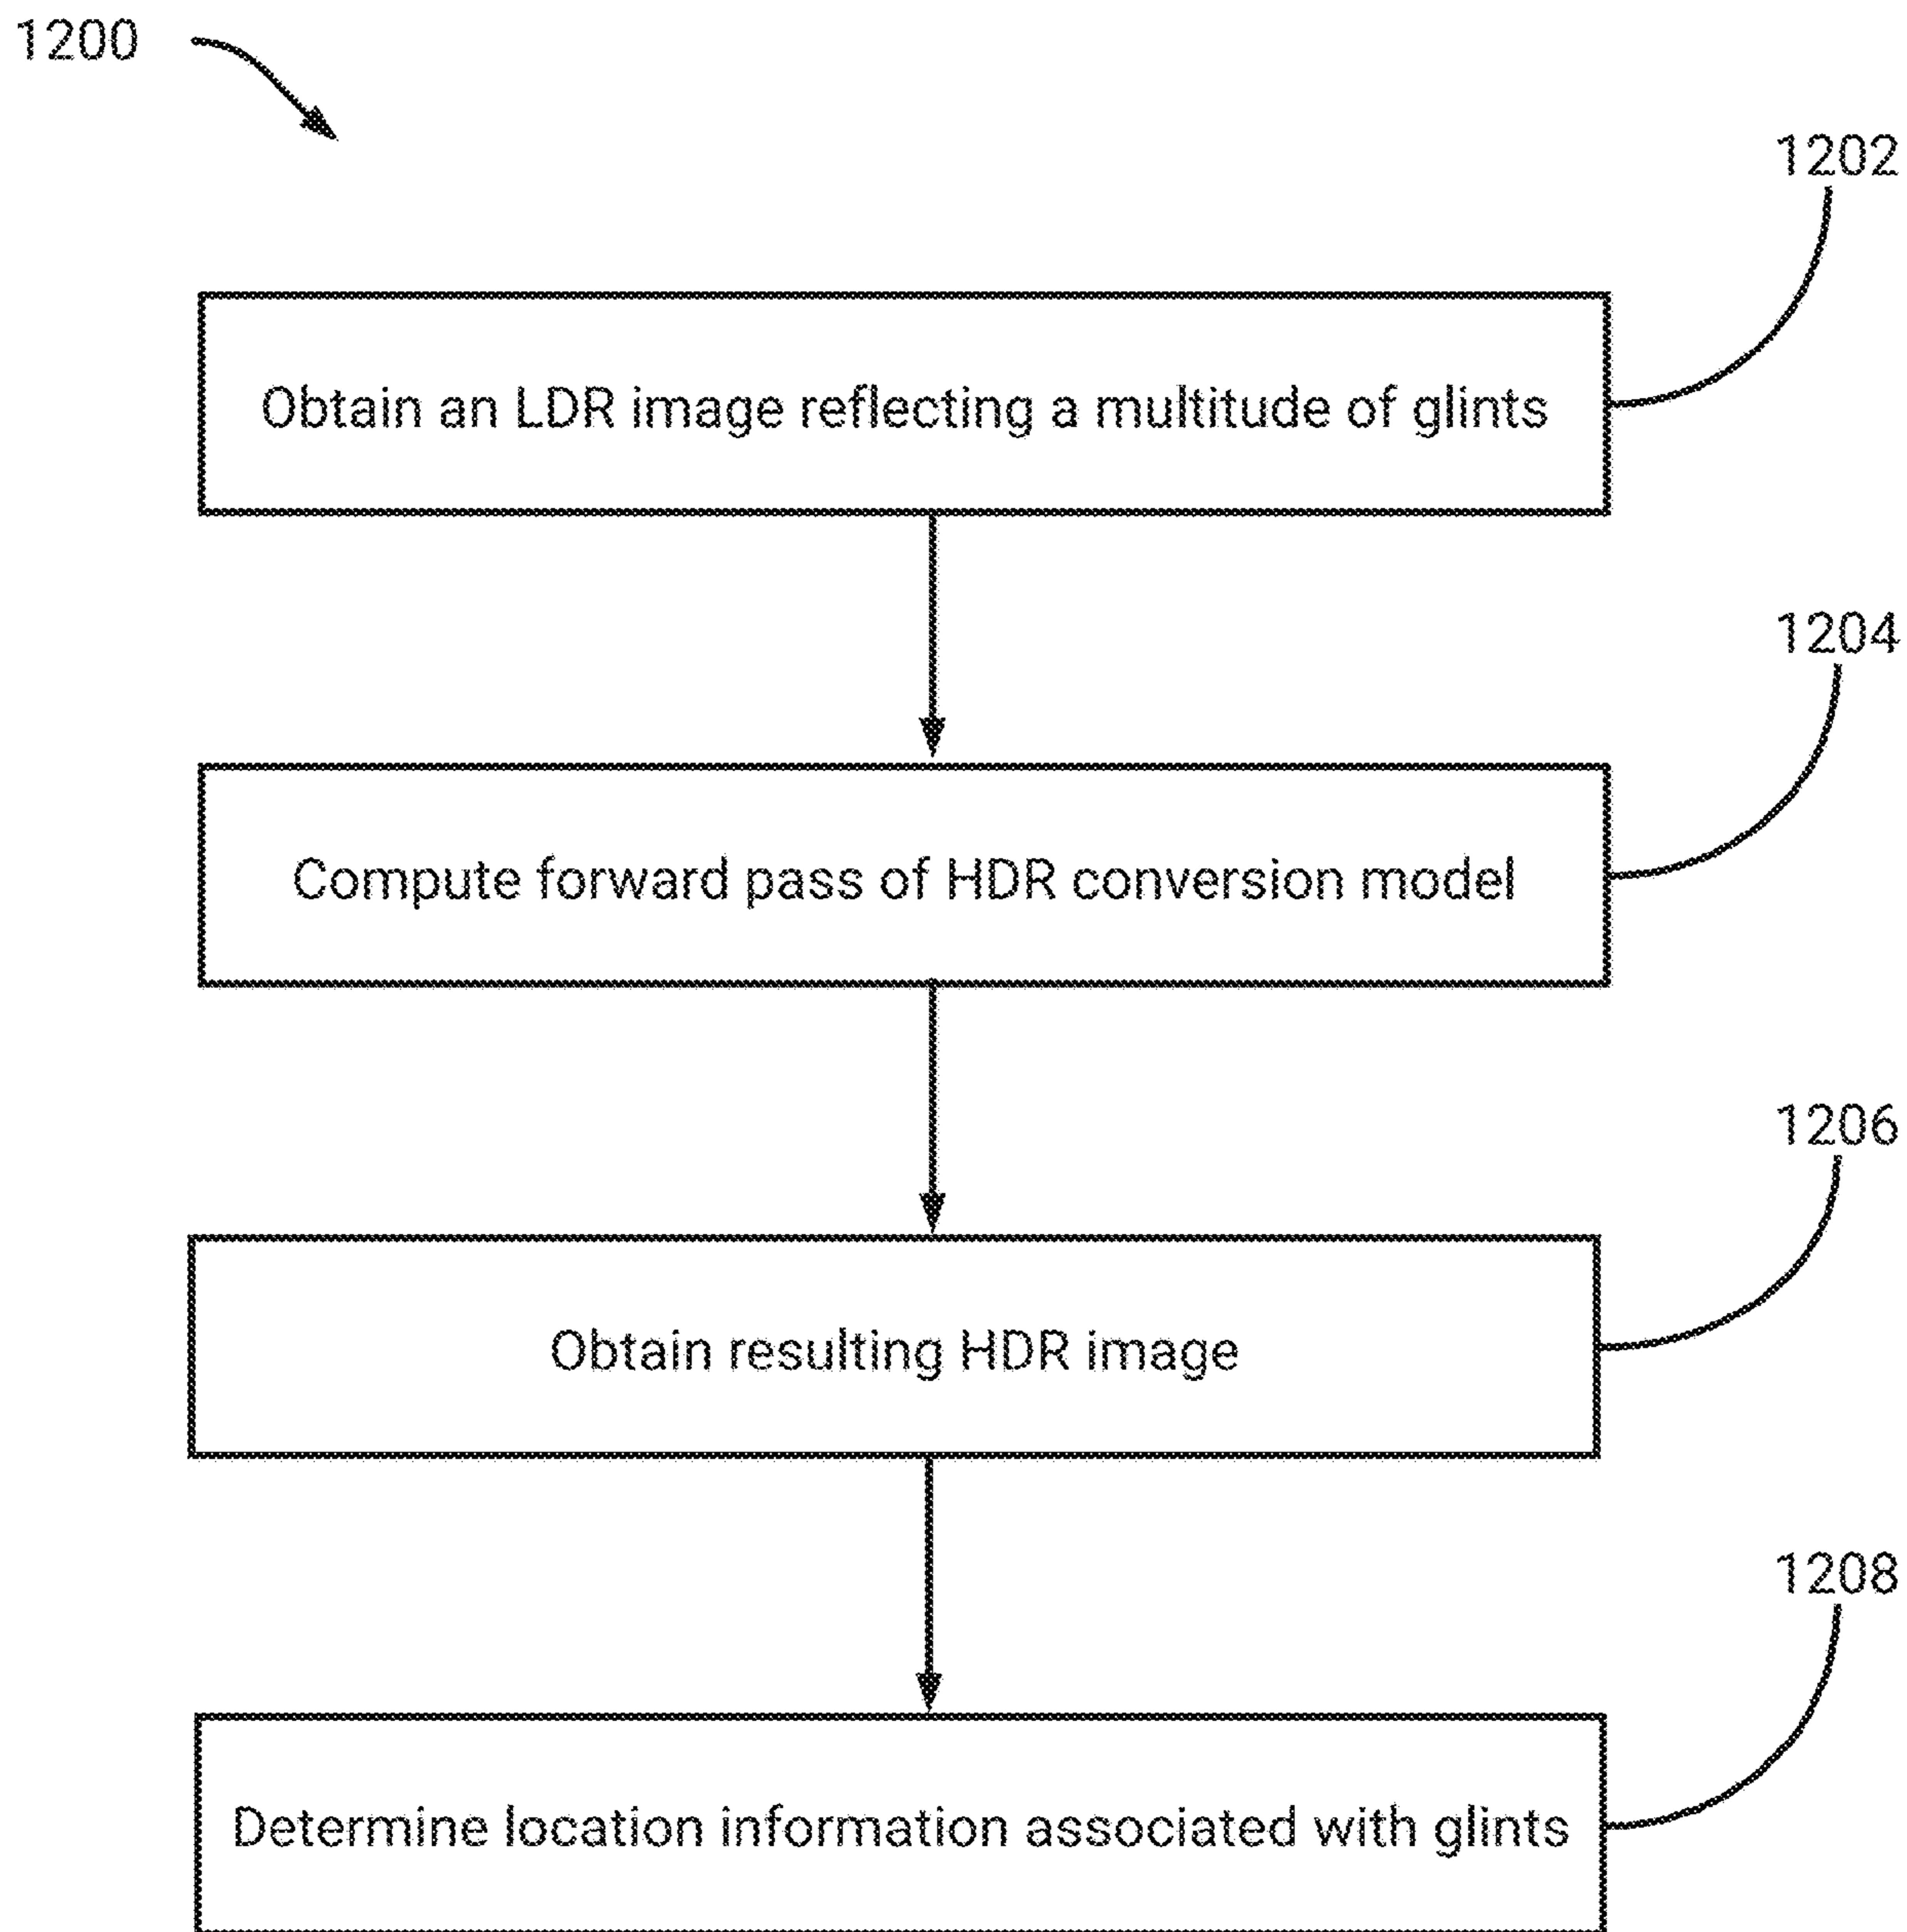 1200
1202
Obtain an LDR image reflecting a multitude of glints
1204
Compute forward pass of HDR conversion model
1206
Obtain resulting HDR image
1208
Determine location information associated with glints